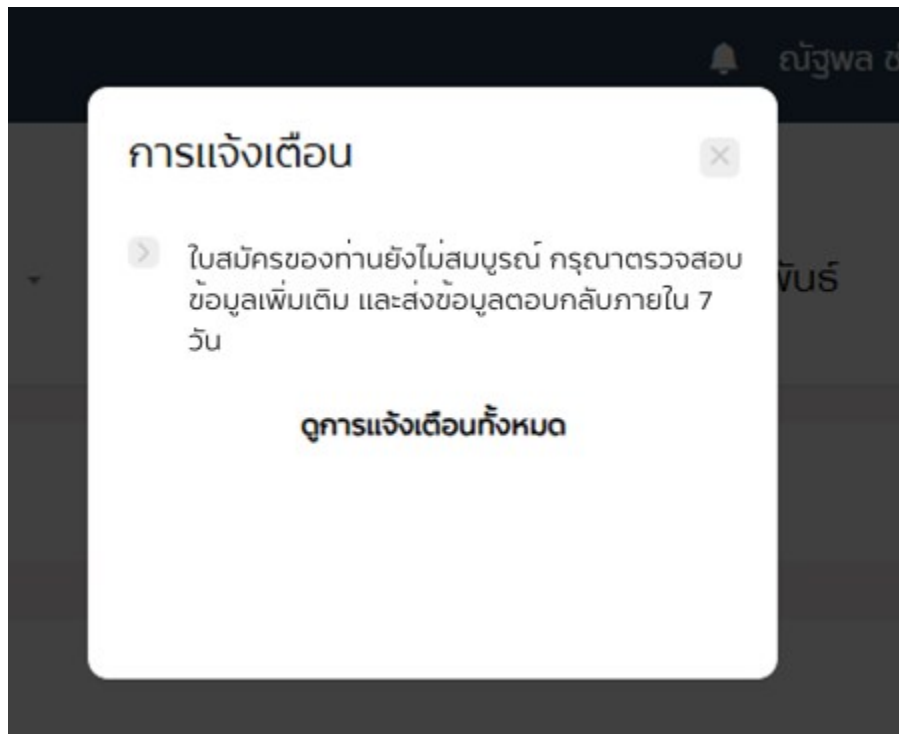 ณัฐพล
การแจ้งเตือน
ใบสมัครของท่านยังไม่สมบูรณ์ กรุณาตรวจสอบ
พันธ์
ข้อมูลเพิ่มเติม และส่งข้อมูลตอบกลับภายใน 7
วัน
ดูการแจ้งเตือนทั้งหมด